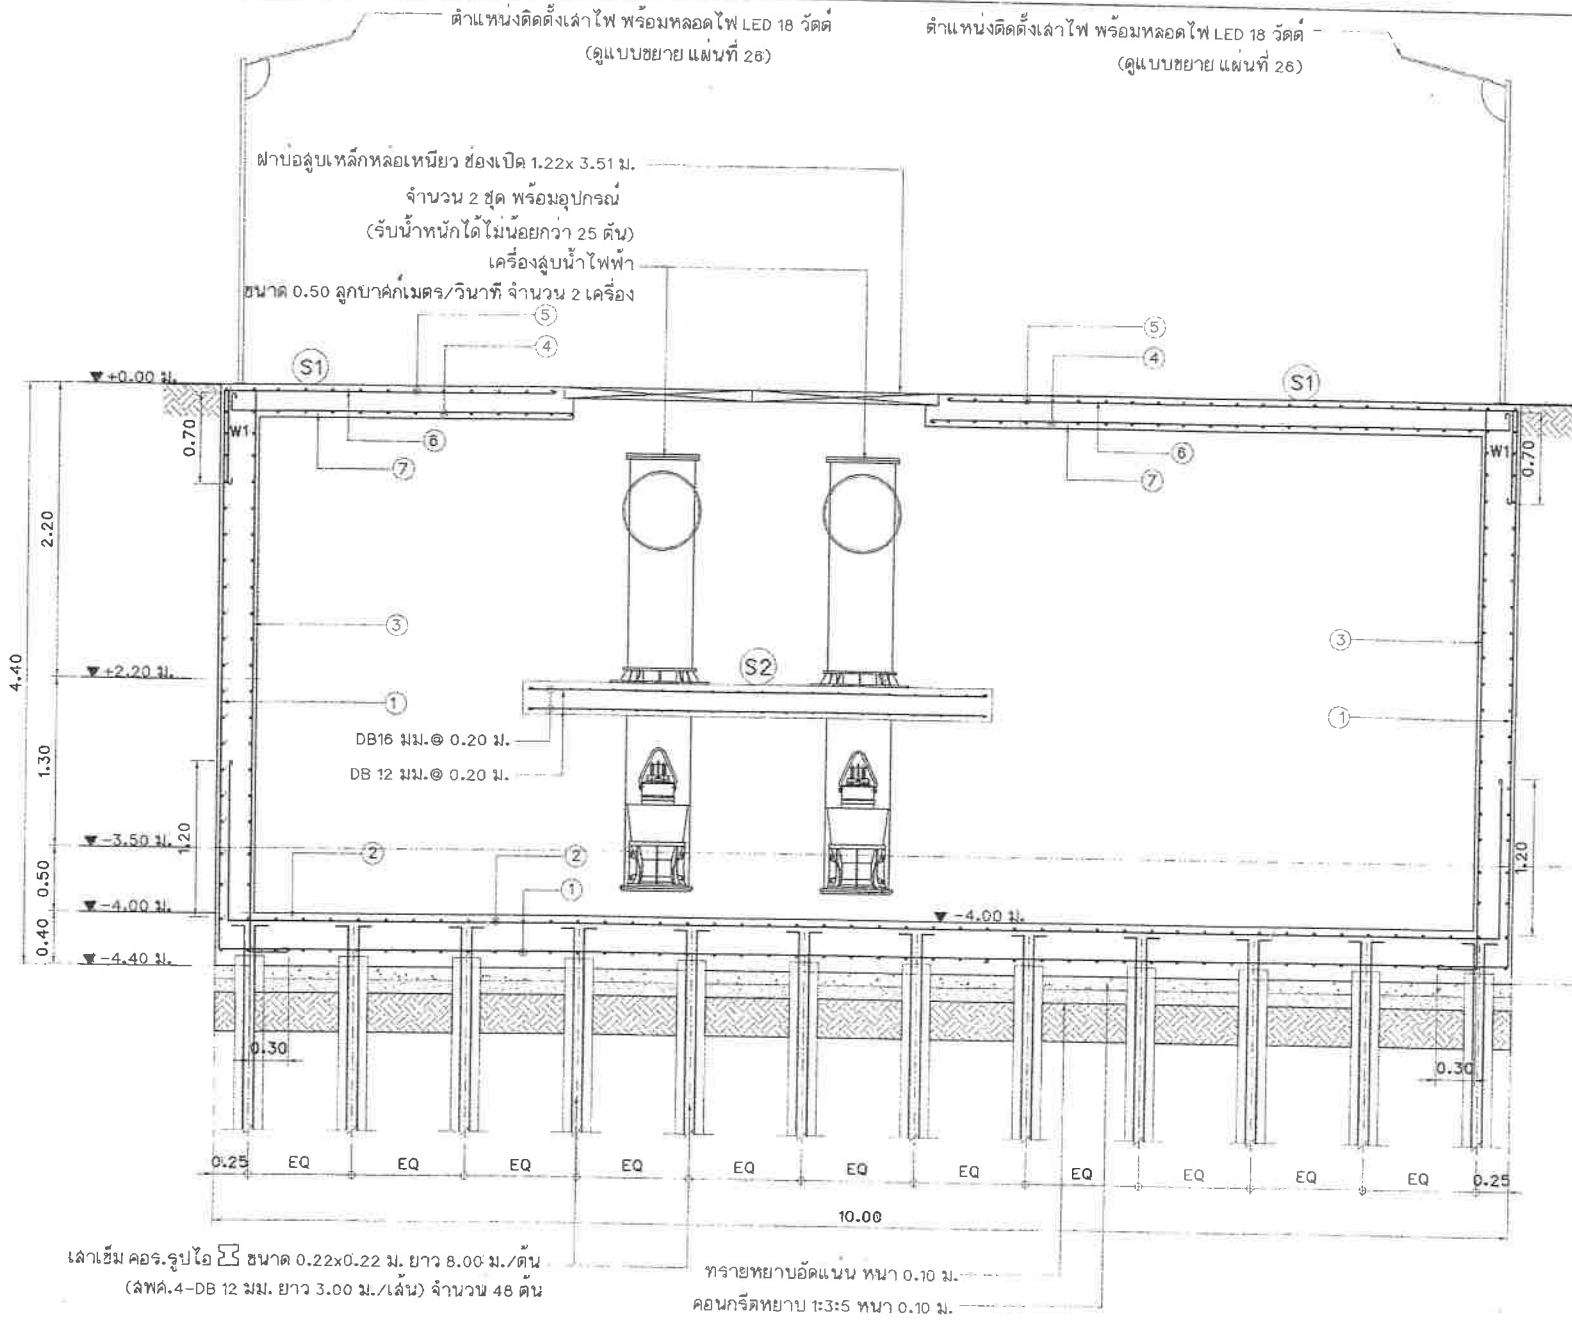 ตำแหน่งติดตั้งเสาไฟ พร้อมหลอดไฟ LED 18 วัตต์
(ดูแบบขยาย แผ่นที่ 26)
ตำแหน่งติดตั้งเสาไฟ พร้อมหลอดไฟ LED 18 วัตต์
(ดูแบบขยาย แผ่นที่ 26)
ฝาบ่อสูบเหล็กหล่อเหนียว ช่องเปิด 1.22x 3.51 ม.
จำนวน 2 ชุด พร้อมอุปกรณ์
(รับน้ำหนักได้ไม่น้อยกว่า 25 ตัน)
เครื่องสูบน้ำไฟฟ้า
ขนาด 0.50 ลูกบาศก์เมตร/วินาที จำนวน 2 เครื่อง
5
4
S1
6
7
5
4
S1
6
7
+0.00 ม.
0.70
W1
W1
0.70
2.20
4.40
3
3
+2.20 ม.
S2
1
1
DB16 มม.@ 0.20 ม.
DB 12 มม.@ 0.20 ม.
1.30
1.20
1.20
-3.50 ม.
2
2
1
0.50
-4.00 ม.
-4.00 ม.
0.40
-4.40 ม.
0.30
0.30
0.25
EQ
EQ
EQ
EQ
EQ
EQ
EQ
EQ
EQ
EQ
EQ
0.25
10.00
เสาเข็ม คอร.รูปไอ ขนาด 0.22x0.22 ม. ยาว 8.00 ม./ต้น
(สพค.4-DB 12 มม. ยาว 3.00 ม./เส้น) จำนวน 48 ต้น
ทรายหยาบอัดแน่น หนา 0.10 ม.
คอนกรีตหยาบ 1:3:5 หนา 0.10 ม.